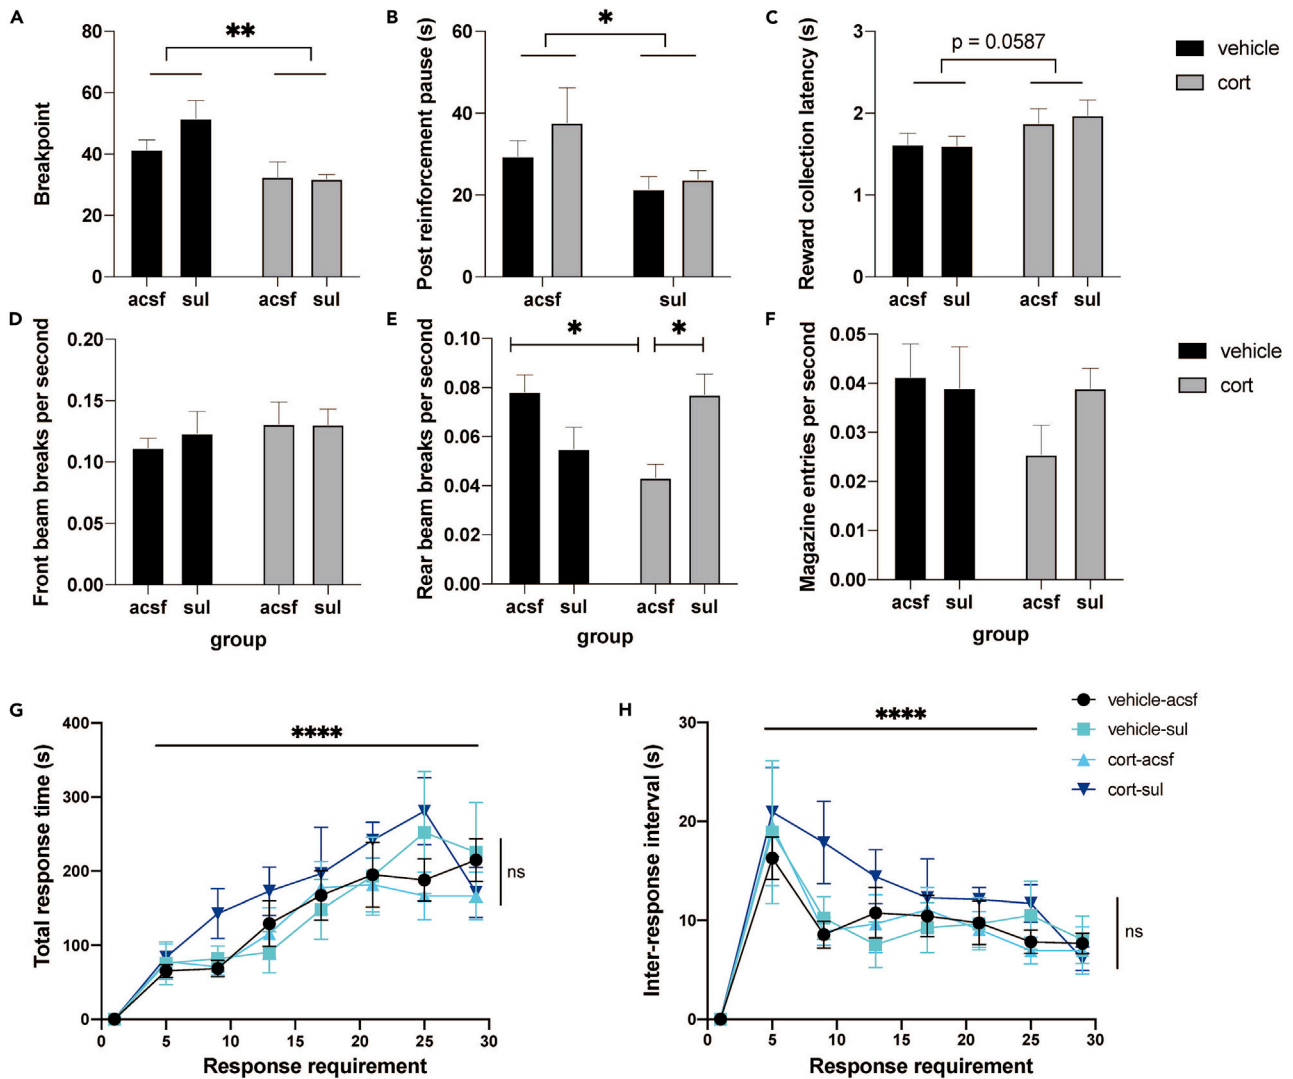 A
Breakpoint
80
60
40
20
0
**
acsf sul acsf sul
B
Post reinforcement pause (s)
60
40
20
0
*
acsf sul
C
Reward collection latency (s)
3
2
1
0
p = 0.0587
acsf sul acsf sul
vehicle
cort
D
Front beam breaks per second
0.20
0.15
0.10
0.05
0.00
acsf sul acsf sul
group
E
Rear beam breaks per second
0.10
0.08
0.06
0.04
0.02
0.00
* *
acsf sul acsf sul
group
F
Magazine entries per second
0.05
0.04
0.03
0.02
0.01
0.00
acsf sul acsf sul
group
vehicle
cort
G
Total response time (s)
400
300
200
100
0
****
ns
0 5 10 15 20 25 30
Response requirement
H
Inter-response interval (s)
30
20
10
0
****
ns
0 5 10 15 20 25 30
Response requirement
vehicle-acsf
vehicle-sul
cort-acsf
cort-sul